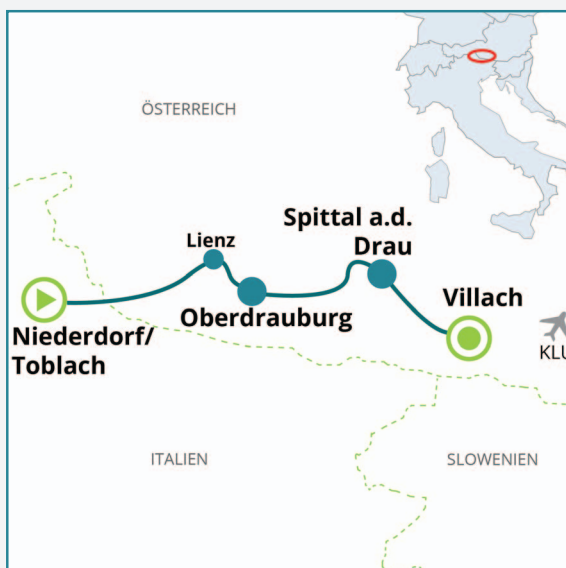 ÖSTERREICH
Spittal a.d.
Drau
Lienz
Villach
Oberdrauburg
Niederdorf/
Toblach
KLU
ITALIEN
SLOWENIEN